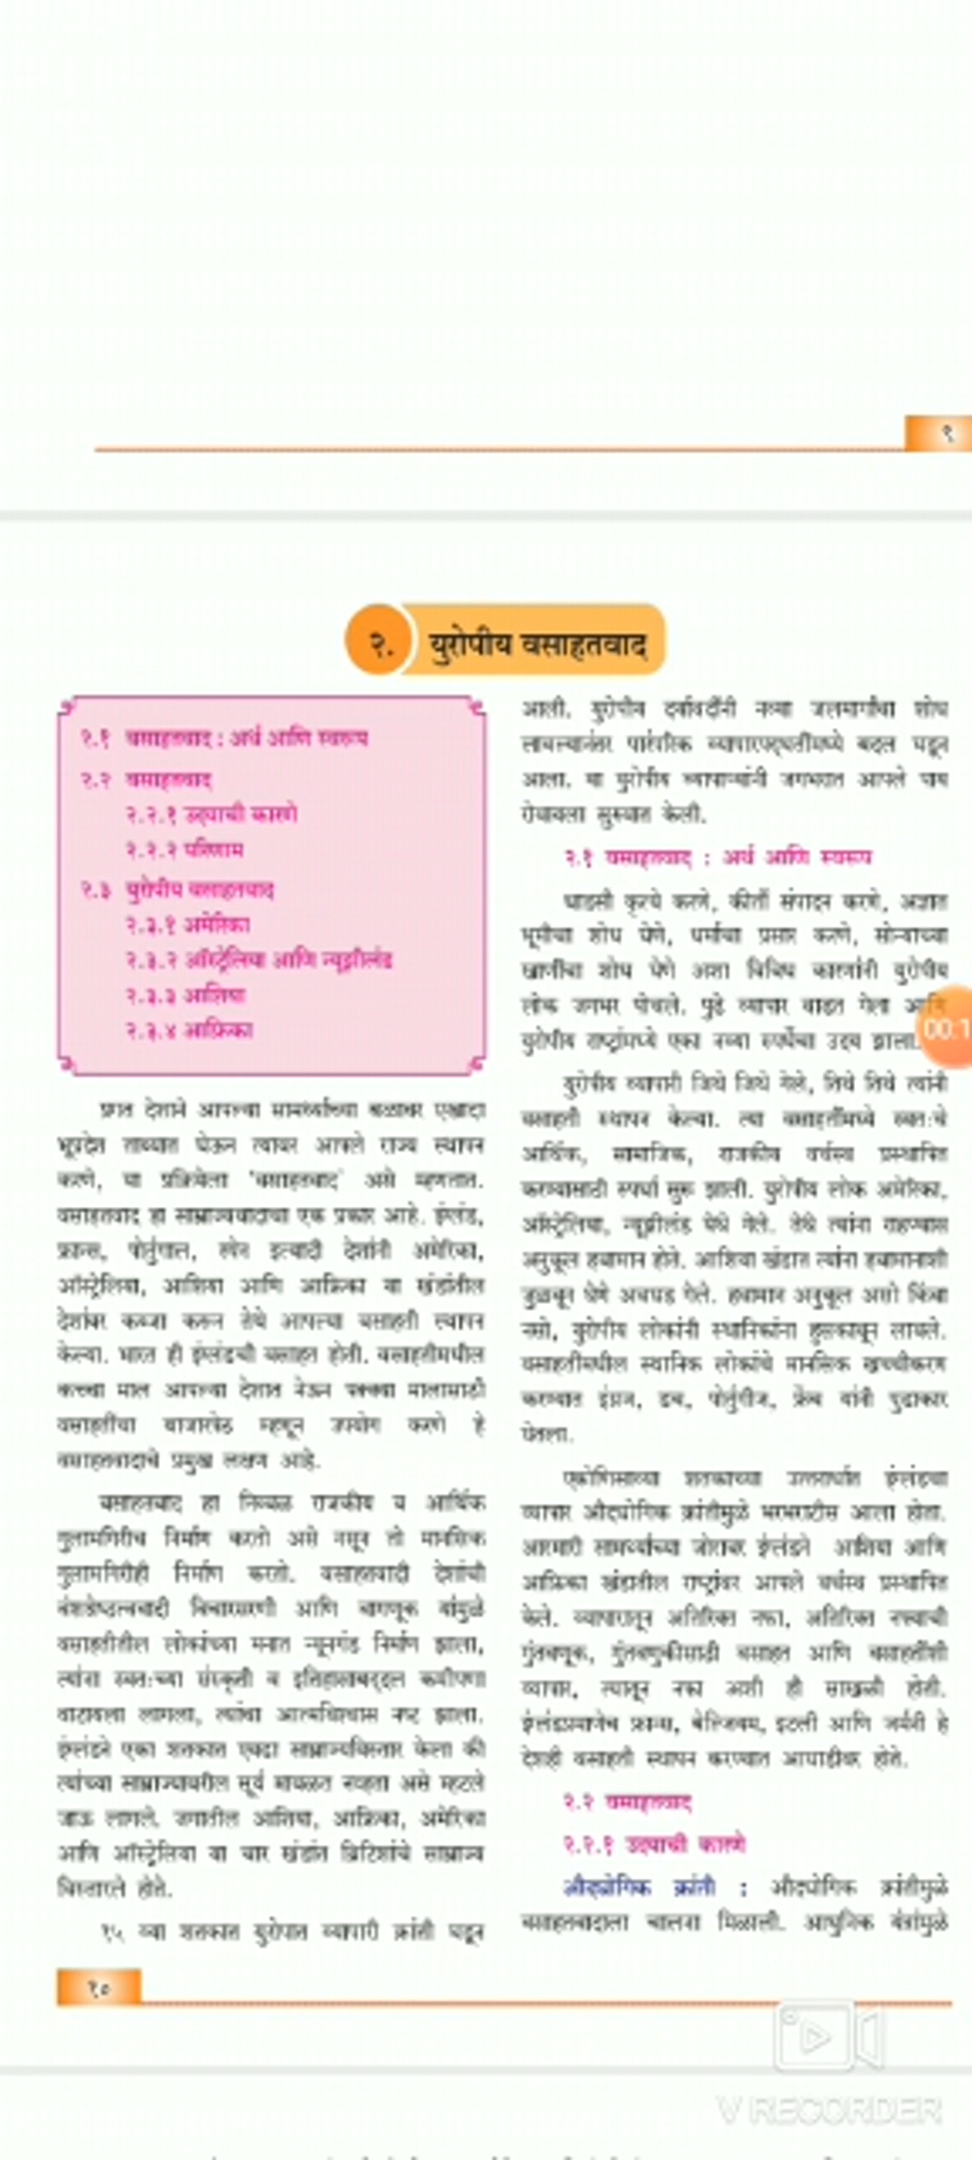 ९
२. युरोपीय वसाहतवाद
२.१ वसाहतवाद : अर्थ आणि स्वरूप
२.२ वसाहतवाद
२.२.१ उदयाची कारणे
२.२.२ परिणाम
२.३ युरोपीय वसाहतवाद
२.३.१ अमेरिका
२.३.२ ऑस्ट्रेलिया आणि न्यूझीलंड
२.३.३ आशिया
२.३.४ आफ्रिका
प्रगत देशाने आपल्या सामर्थ्याच्या बळावर एखादा
भूप्रदेश ताब्यात घेऊन त्यावर आपले राज्य स्थापन
करणे, या प्रक्रियेला 'वसाहतवाद' असे म्हणतात.
वसाहतवाद हा साम्राज्यवादाचा एक प्रकार आहे. इंग्लंड,
फ्रान्स, पोर्तुगाल, स्पेन इत्यादी देशांनी अमेरिका,
ऑस्ट्रेलिया, आशिया आणि आफ्रिका या खंडांतील
देशांवर कब्जा करून तेथे आपल्या वसाहती स्थापन
केल्या. भारत ही इंग्लंडची वसाहत होती. वसाहतीमधील
कच्चा माल आपल्या देशात नेऊन पक्क्या मालासाठी
वसाहतींचा बाजारपेठ म्हणून उपयोग करणे हे
वसाहतवादाचे प्रमुख लक्षण आहे.
वसाहतवाद हा निव्वळ राजकीय व आर्थिक
गुलामगिरीच निर्माण करतो असे नसून तो मानसिक
गुलामगिरीही निर्माण करतो. वसाहतवादी देशांची
वंशश्रेष्ठत्ववादी विचारसरणी आणि वागणूक यांमुळे
वसाहतीतील लोकांच्या मनात न्यूनगंड निर्माण झाला,
त्यांना स्वतःच्या संस्कृती व इतिहासाबद्दल कमीपणा
वाटायला लागला, त्यांचा आत्मविश्वास नष्ट झाला.
इंग्लंडने एका शतकात एवढा साम्राज्यविस्तार केला की
त्यांच्या साम्राज्यावरील सूर्य मावळत नव्हता असे म्हटले
जाऊ लागले. जगातील आशिया, आफ्रिका, अमेरिका
आणि ऑस्ट्रेलिया या चार खंडांत ब्रिटिशांचे साम्राज्य
विस्तारले होते.
१५ व्या शतकात युरोपात व्यापारी क्रांती घडून
आली. युरोपीय दर्यावर्दींनी नव्या जलमार्गांचा शोध
लावल्यानंतर पारंपरिक व्यापारपद्धतींमध्ये बदल घडून
आला. या युरोपीय व्यापाऱ्यांनी जगभरात आपले पाय
रोवायला सुरुवात केली.
२.१ वसाहतवाद : अर्थ आणि स्वरूप
धाडसी कृत्ये करणे, कीर्ती संपादन करणे, अज्ञात
भूमीचा शोध घेणे, धर्माचा प्रसार करणे, सोन्याच्या
खाणींचा शोध घेणे अशा विविध कारणांनी युरोपीय
लोक जगभर पोचले. पुढे व्यापार वाढत गेला आणि
युरोपीय राष्ट्रांमध्ये एका नव्या स्पर्धेचा उदय झाला.
00:1
युरोपीय व्यापारी जिथे जिथे गेले, तिथे तिथे त्यांनी
वसाहती स्थापन केल्या. त्या वसाहतींमध्ये स्वतःचे
आर्थिक, सामाजिक, राजकीय वर्चस्व प्रस्थापित
करण्यासाठी स्पर्धा सुरू झाली. युरोपीय लोक अमेरिका,
ऑस्ट्रेलिया, न्यूझीलंड येथे गेले. तेथे त्यांना राहण्यास
अनुकूल हवामान होते. आशिया खंडात त्यांना हवामानाशी
जुळवून घेणे अवघड गेले. हवामान अनुकूल असो किंवा
नसो, युरोपीय लोकांनी स्थानिकांना हुसकावून लावले.
वसाहतींमधील स्थानिक लोकांचे मानसिक खच्चीकरण
करण्यात इंग्रज, डच, पोर्तुगीज, फ्रेंच यांनी पुढाकार
घेतला.
एकोणिसाव्या शतकाच्या उत्तरार्धात इंग्लंडचा
व्यापार औद्योगिक क्रांतीमुळे भरभराटीस आला होता.
आरमारी सामर्थ्याच्या जोरावर इंग्लंडने आशिया आणि
आफ्रिका खंडातील राष्ट्रांवर आपले वर्चस्व प्रस्थापित
केले. व्यापारातून अतिरिक्त नफा, अतिरिक्त नफ्याची
गुंतवणूक, गुंतवणुकीसाठी वसाहत आणि वसाहतींशी
व्यापार, त्यातून नफा अशी ही साखळी होती.
इंग्लंडप्रमाणेच फ्रान्स, बेल्जियम, इटली आणि जर्मनी हे
देशही वसाहती स्थापन करण्यात आघाडीवर होते.
२.२ वसाहतवाद
२.२.१ उदयाची कारणे
औद्योगिक क्रांती : औद्योगिक क्रांतीमुळे
वसाहतवादाला चालना मिळाली. आधुनिक यंत्रांमुळे
१०
V RECORDER